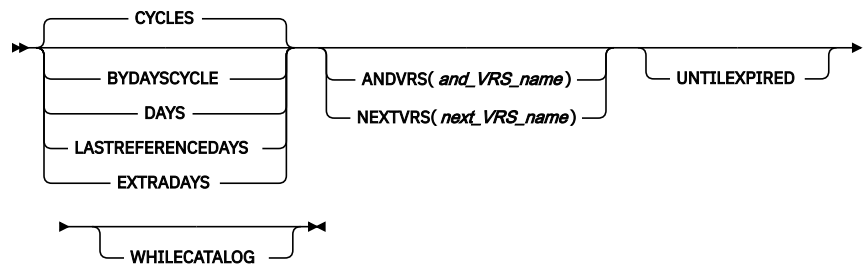 CYCLES
BYDAYSCYCLE
DAYS
LASTREFERENCEDAYS
EXTRADAYS
ANDVRS( and_VRS_name )
NEXTVRS( next_VRS_name )
UNTILEXPIRED
WHILECATALOG